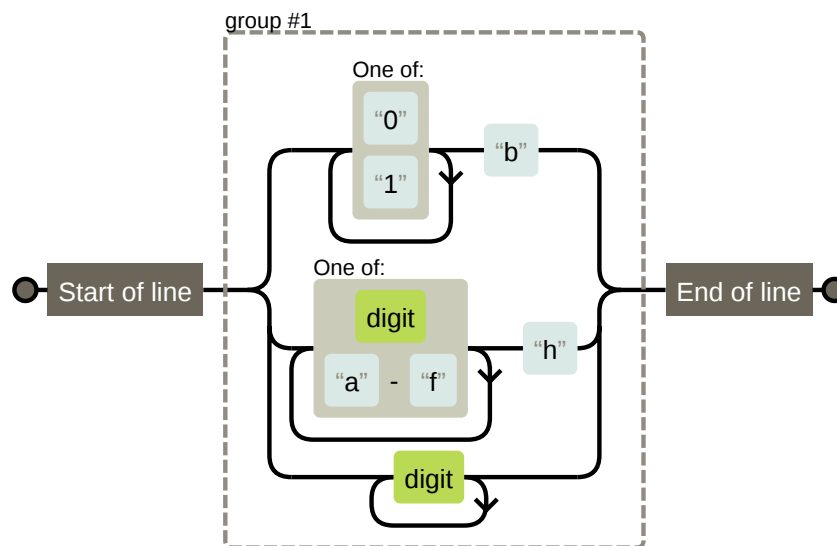 group #1
One of:
“0”
“1”
“b”
Start of line
End of line
One of:
digit
“a” - “f”
“h”
digit